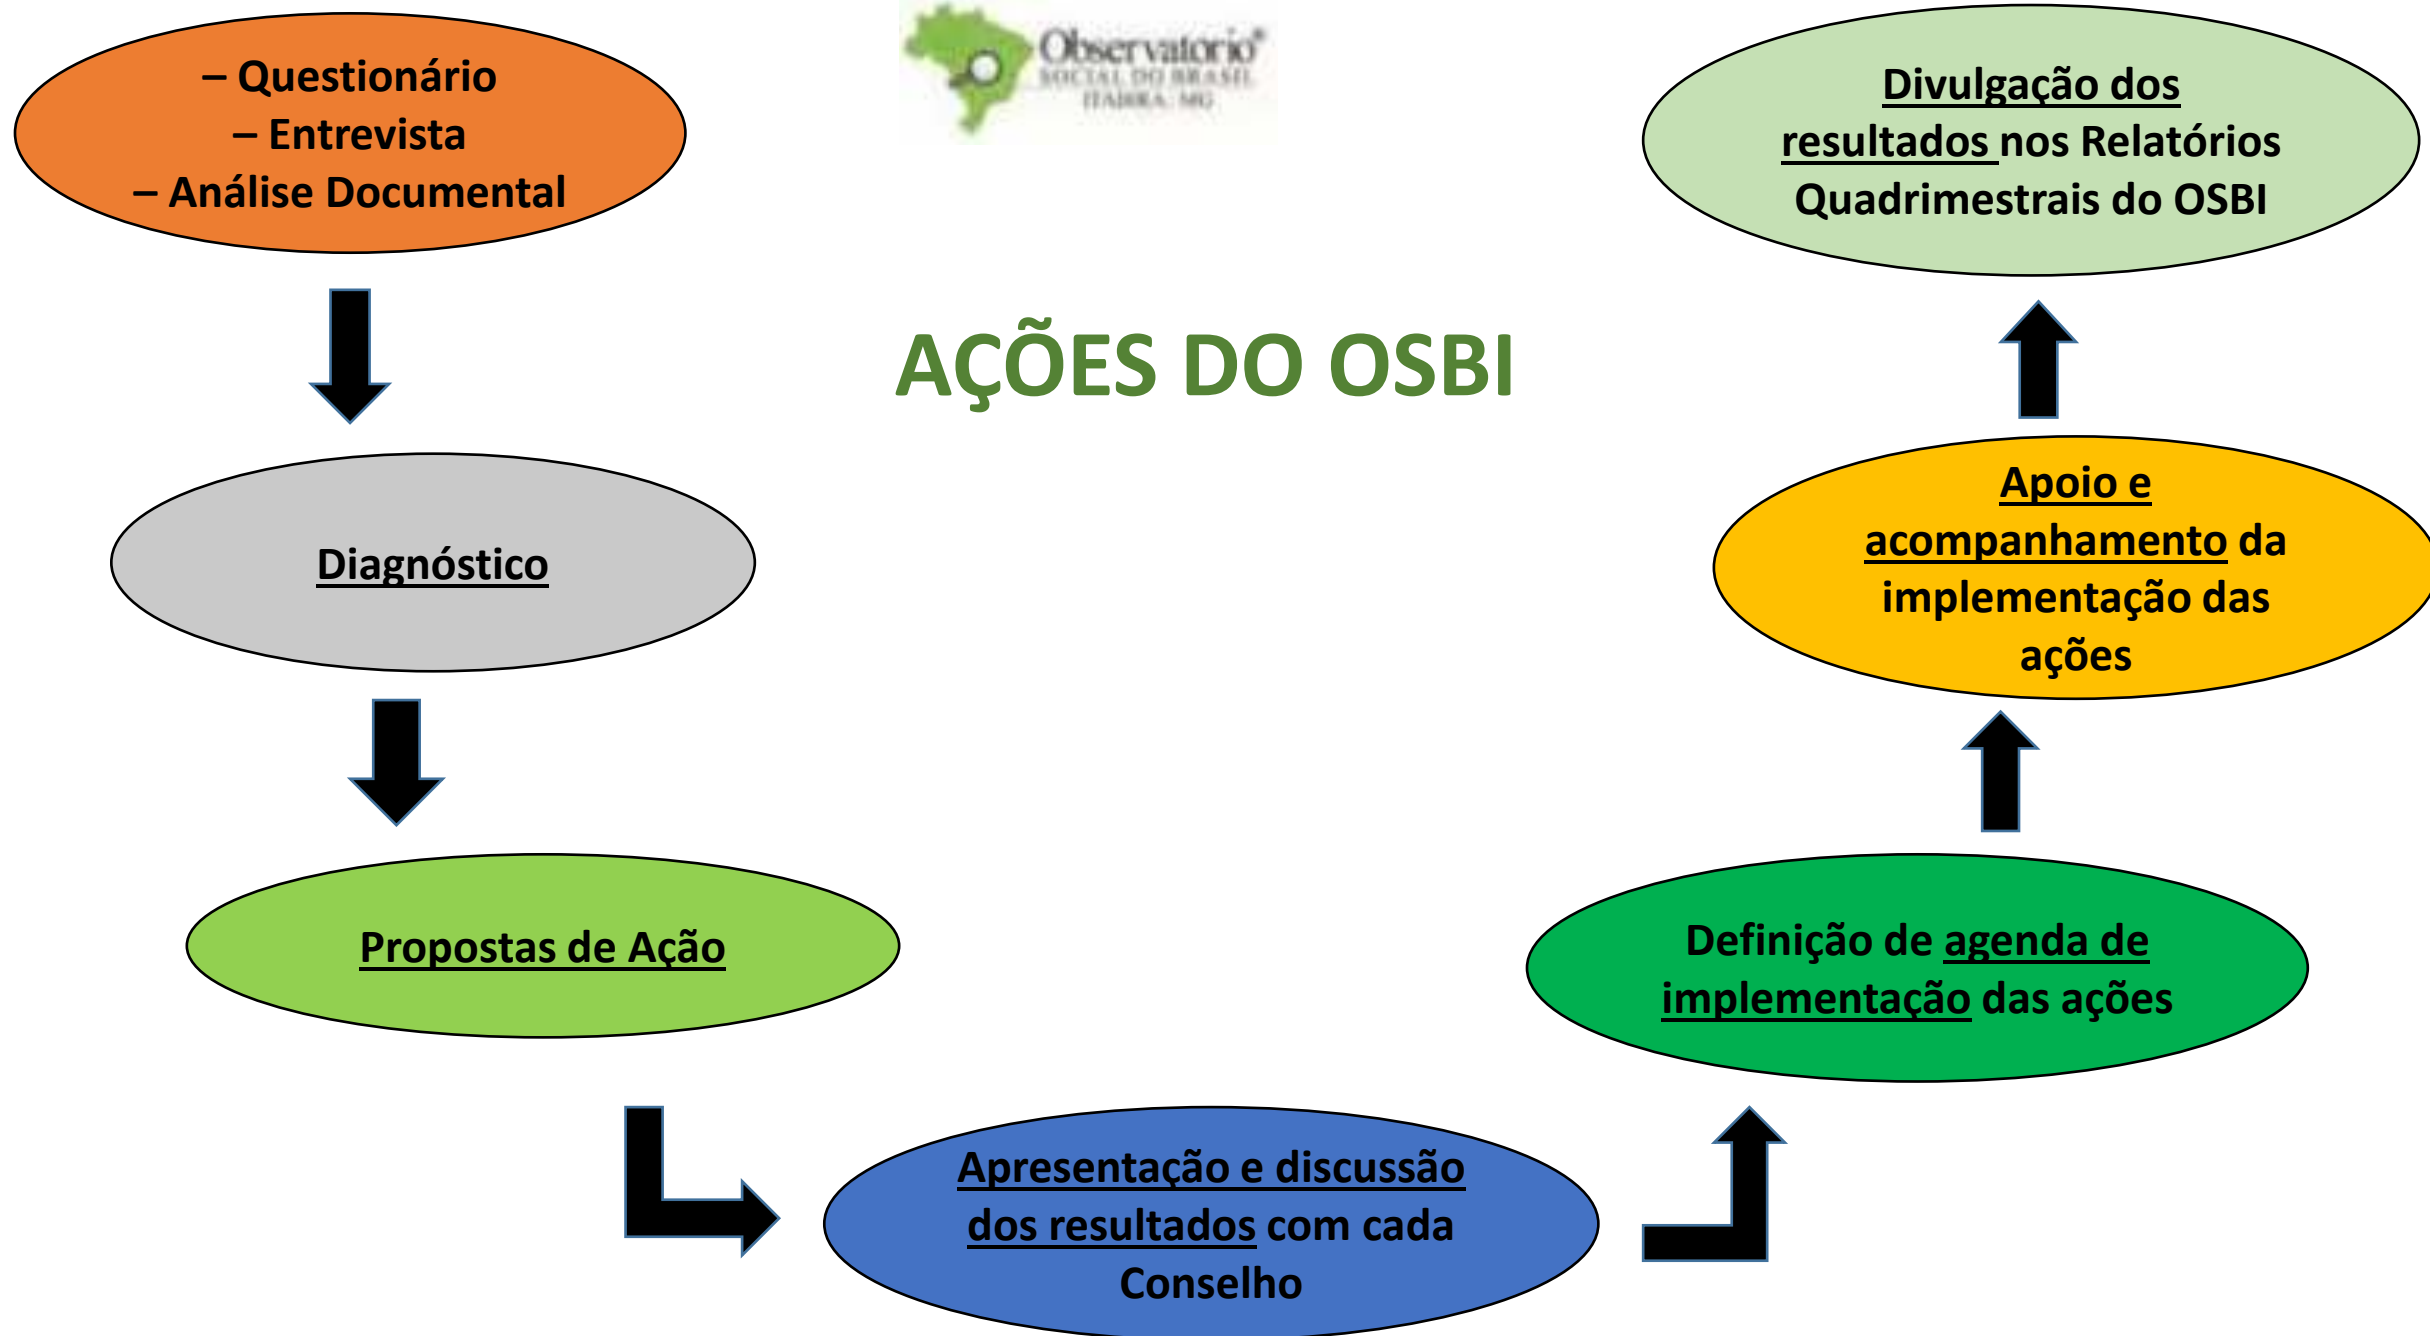 – Questionário
– Entrevista
– Análise Documental
Observatorio®
SOCIAL DO BRASIL
ITABIRA - MG
Divulgação dos
resultados nos Relatórios
Quadrimestrais do OSBI
AÇÕES DO OSBI
Diagnóstico
Apoio e
acompanhamento da
implementação das
ações
Propostas de Ação
Definição de agenda de
implementação das ações
Apresentação e discussão
dos resultados com cada
Conselho